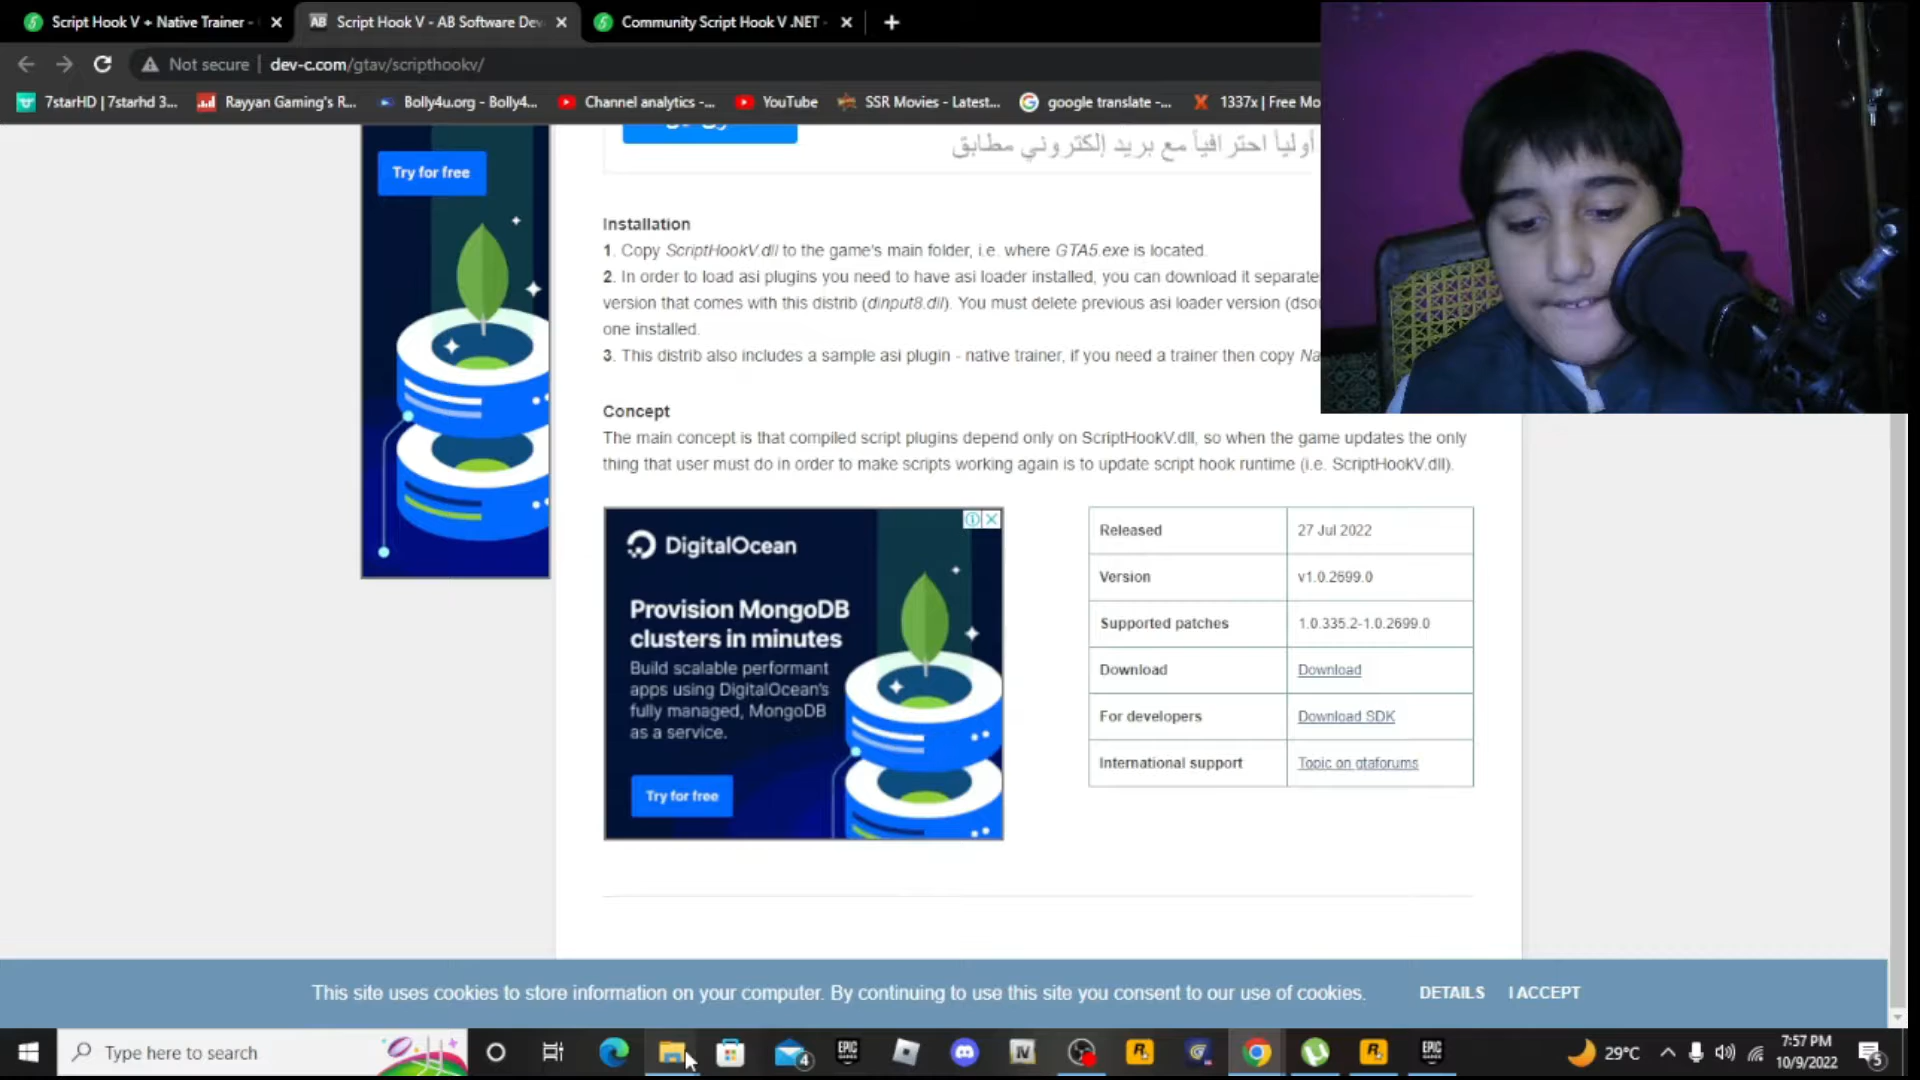 Script Hook V + Native Trainer -
Script Hook V - AB Software Dev
Community Script Hook V .NET -
Not secure
dev-c.com/gtav/scripthookv/
7starHD | 7starhd 3...
Rayyan Gaming's R...
Bolly4u.org - Bolly4...
Channel analytics -...
YouTube
SSR Movies - Latest...
google translate -...
1337x | Free Mo
Try for free
أولياً احترافياً مع بريد إلكتروني مطابق
Installation
1. Copy ScriptHookV.dll to the game's main folder, i.e. where GTA5.exe is located.
2. In order to load asi plugins you need to have asi loader installed, you can download it separate
version that comes with this distrib (dinput8.dll). You must delete previous asi loader version (dso
one installed.
3. This distrib also includes a sample asi plugin - native trainer, if you need a trainer then copy Na
Concept
The main concept is that compiled script plugins depend only on ScriptHookV.dll, so when the game updates the only
thing that user must do in order to make scripts working again is to update script hook runtime (i.e. ScriptHookV.dll).
DigitalOcean
Provision MongoDB
clusters in minutes
Build scalable performant
apps using DigitalOcean's
fully managed, MongoDB
as a service.
Try for free
Released 27 Jul 2022
Version v1.0.2699.0
Supported patches 1.0.335.2-1.0.2699.0
Download Download
For developers Download SDK
International support Topic on gtaforums
This site uses cookies to store information on your computer. By continuing to use this site you consent to our use of cookies.
DETAILS
I ACCEPT
Type here to search
4
EPIC
GAMES
IV
EPIC
GAMES
29°C
7:57 PM
10/9/2022
5